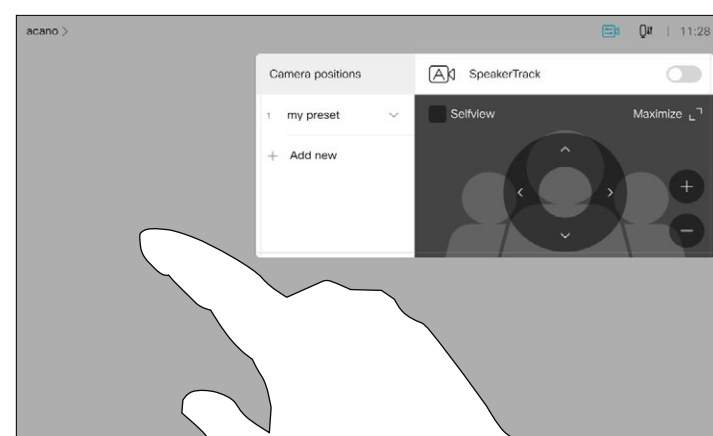 acano >
11:28
Camera positions
SpeakerTrack
1 my preset
Selfview
Maximize
+ Add new